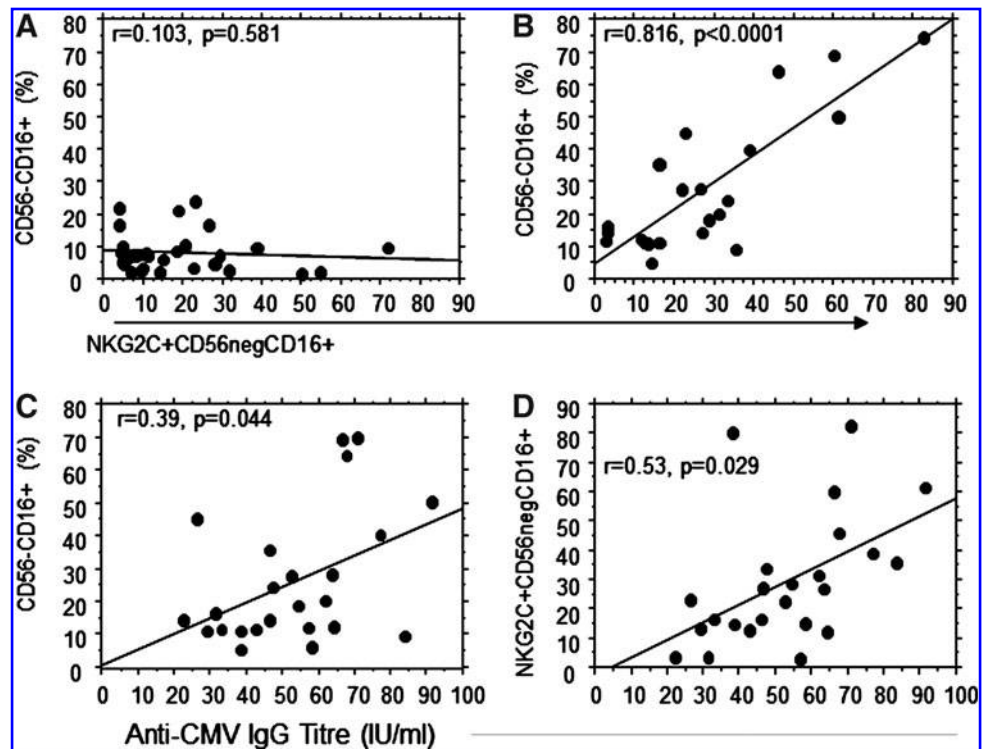 A
r=0.103, p=0.581
CD56-CD16+ (%)
80
70
60
50
40
30
20
10
0
0 10 20 30 40 50 60 70 80 90
B
r=0.816, p<0.0001
CD56-CD16+ (%)
80
70
60
50
40
30
20
10
0
0 10 20 30 40 50 60 70 80 90
NKG2C+CD56negCD16+
C
r=0.39, p=0.044
CD56-CD16+ (%)
80
70
60
50
40
30
20
10
0
0 10 20 30 40 50 60 70 80 90 100
D
r=0.53, p=0.029
NKG2C+CD56negCD16+
90
80
70
60
50
40
30
20
10
0
0 10 20 30 40 50 60 70 80 90 100
Anti-CMV IgG Titre (IU/ml)